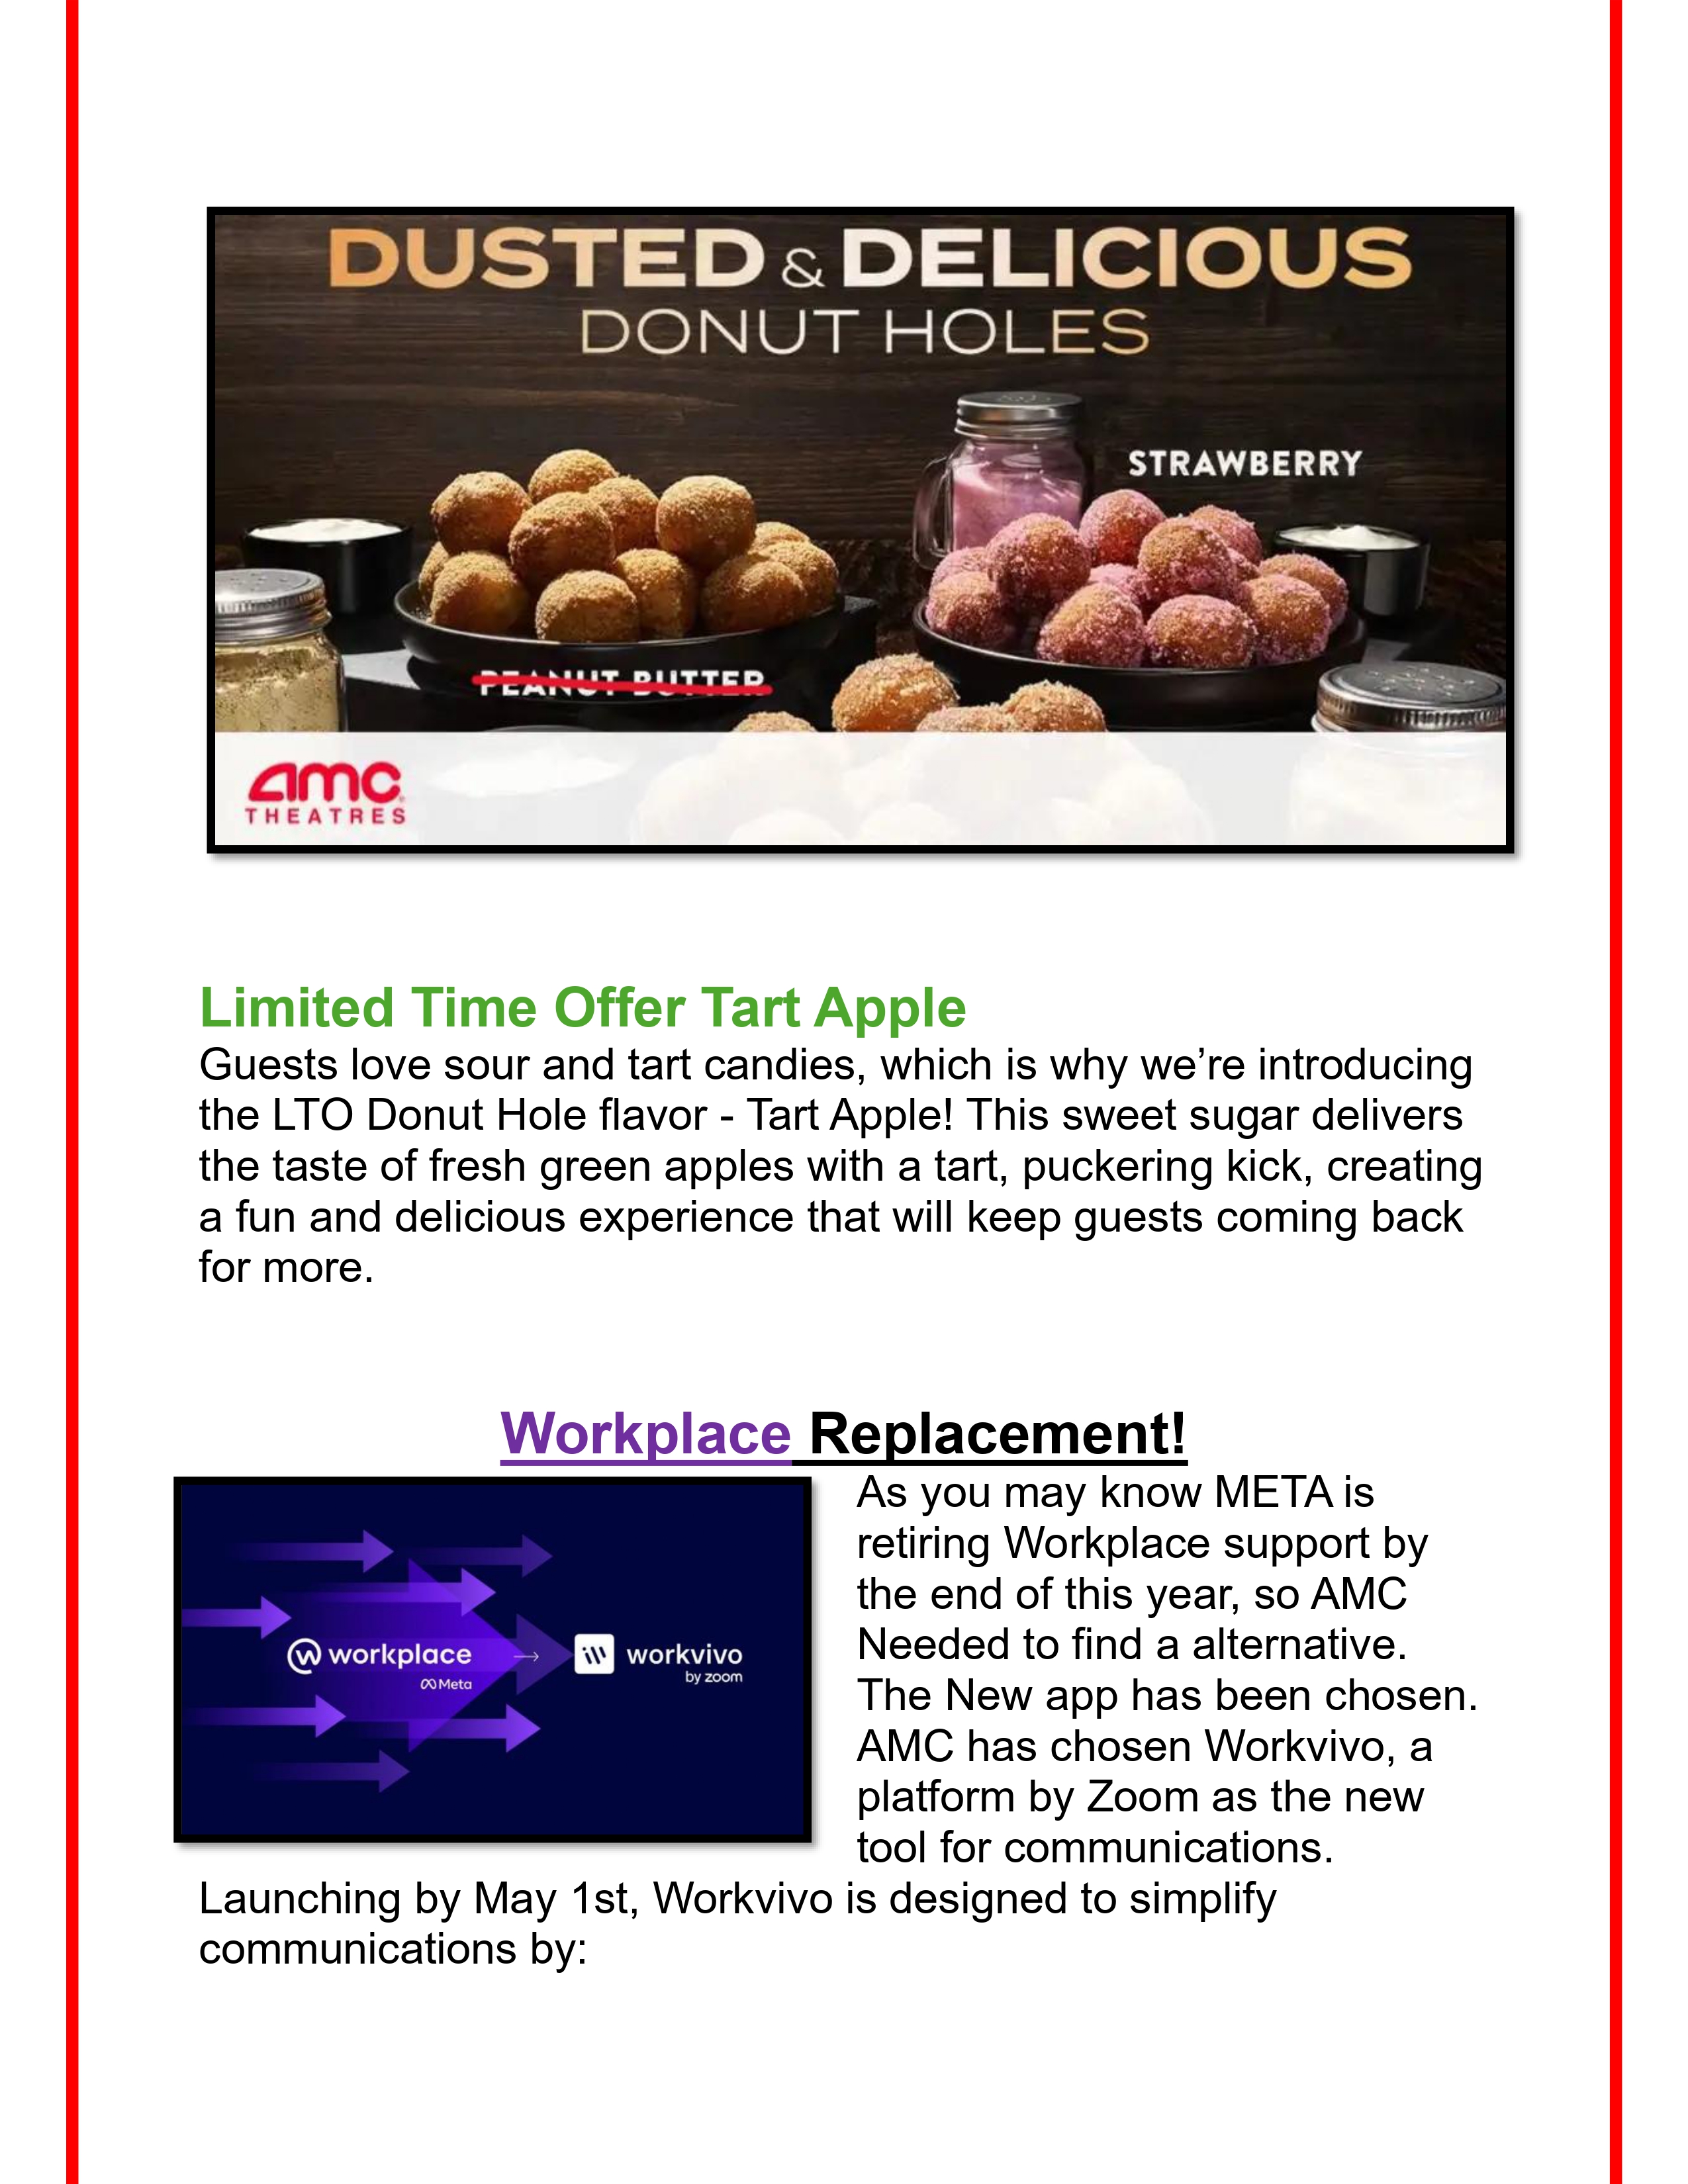 DUSTED & DELICIOUS
DONUT HOLES
STRAWBERRY
PEANUT BUTTER
amc
THEATRES
Limited Time Offer Tart Apple
Guests love sour and tart candies, which is why we’re introducing
the LTO Donut Hole flavor - Tart Apple! This sweet sugar delivers
the taste of fresh green apples with a tart, puckering kick, creating
a fun and delicious experience that will keep guests coming back
for more.
Workplace Replacement!
workplace
Meta
workvivo
by zoom
As you may know META is
retiring Workplace support by
the end of this year, so AMC
Needed to find a alternative.
The New app has been chosen.
AMC has chosen Workvivo, a
platform by Zoom as the new
tool for communications.
Launching by May 1st, Workvivo is designed to simplify
communications by: